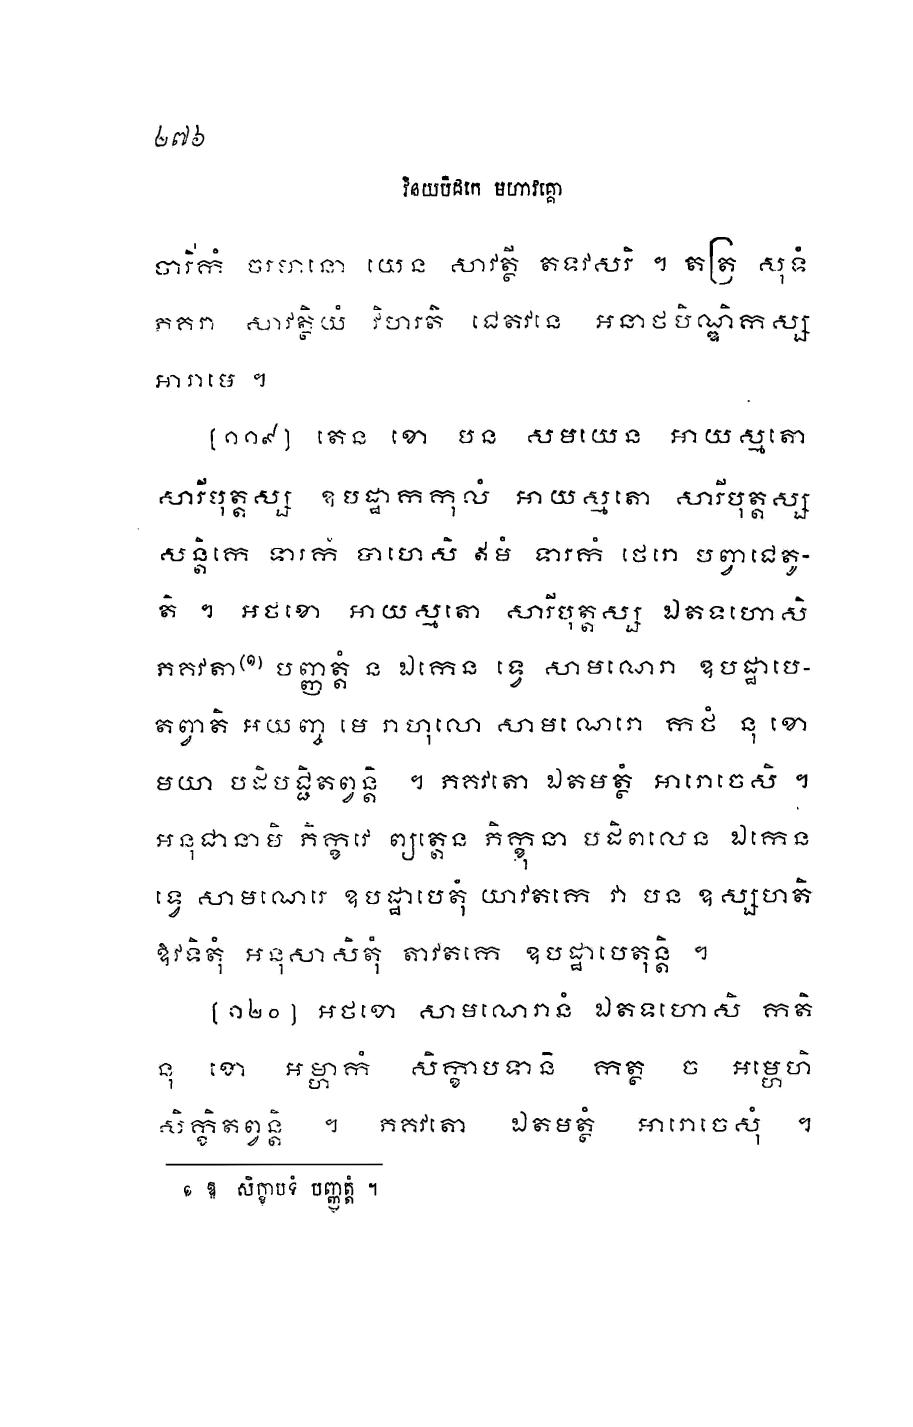 ២៧៦
វិនយបិដកេ មហាវគ្គោ
ចារិកំ ចរមានោ យេន សាវត្ថី តទវសរិ ។ តត្រ សុទំ
ភគវា សាវត្ថិយំ វិហរតិ ជេតវនេ អនាថបិណ្ឌិកស្ស
អារាមេ ។
[១១៩] តេន ខោ បន សមយេន អាយស្មតោ
សារីបុត្តស្ស ឧបដ្ឋាកកុលំ អាយស្មតោ សារីបុត្តស្ស
សន្តិកេ ទារកំ បាហេសិ ឥមំ ទារកំ ថេរោ បព្វាជេតូ-
តិ ។ អថខោ អាយស្មតោ សារីបុត្តស្ស ឯតទហោសិ
ភគវតា(១) បញ្ញត្តំ ន ឯកេន ទ្វេ សាមណេរា ឧបដ្ឋាបេ-
តព្វាតិ អយញ្ច មេ រាហុលោ សាមណេរោ កថំ នុ ខោ
មយា បដិបជ្ជិតព្វន្តិ ។ ភគវតោ ឯតមត្ថំ អារោចេសិ ។
អនុជានាមិ ភិក្ខវេ ព្យត្តេន ភិក្ខុនា បដិពលេន ឯកេន
ទ្វេ សាមណេរេ ឧបដ្ឋាបេតុំ យាវតកេ វា បន ឧស្សហតិ
ឱវទិតុំ អនុសាសិតុំ តាវតកេ ឧបដ្ឋាបេតុន្តិ ។
[១២០] អថខោ សាមណេរានំ ឯតទហោសិ កតិ
នុ ខោ អម្ហាកំ សិក្ខាបទានិ កត្ថ ច អម្ហេហិ
សិក្ខិតព្វន្តិ ។ ភគវតោ ឯតមត្ថំ អារោចេសុំ ។
១ ឱ សិក្ខាបទំ បញ្ញត្តំ ។